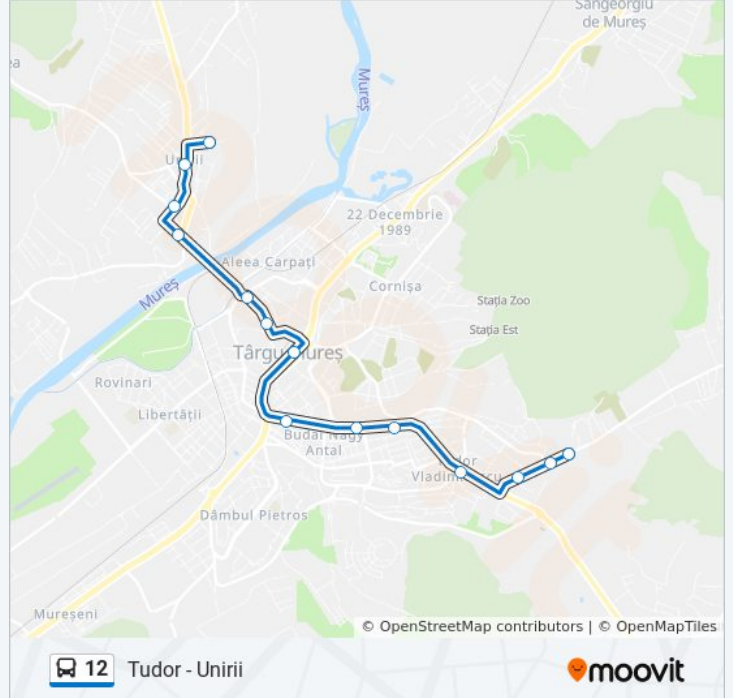 Sângeorgiu
de Mureș
ea
Mureș
Unirii
22 Decembrie
1989
Aleea Carpați
Mureș
Cornișa
Stația Zoo
Stația Est
Târgu Mureș
Rovinari
Libertății
Budai Nagy
Antal
Tudor
Vladimirescu
Dâmbul Pietros
Mureșeni
© OpenStreetMap contributors | © OpenMapTiles
12 Tudor - Unirii
moovit